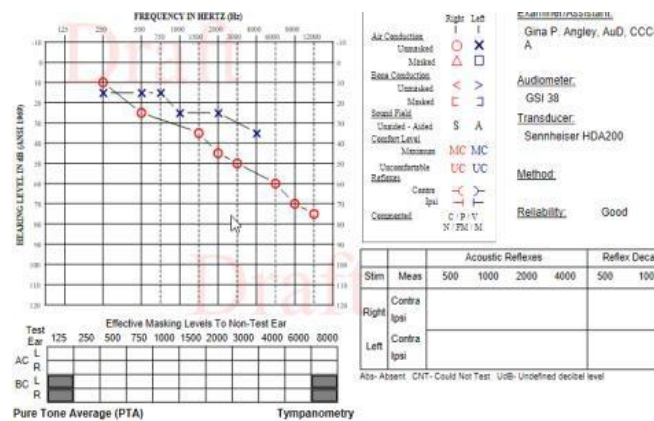 FREQUENCY IN HERTZ (Hz)
125 250 500 750 1000 1500 2000 3000 4000 6000 8000 12000
Draft
HEARING LEVEL IN dB (ANSI 1969)
-10
0
10
20
30
40
50
60
70
80
90
100
110
120
Draft
Right Left
Air Conduction
Unmasked
Masked
Bone Conduction
Unmasked
Masked
Sound Field
Unaided - Aided S A
Comfort Level
Maximum MC MC
Uncomfortable UC UC
Reflexes
Contra
Ipsi
Commented C / P / V
N / FM / M
Examiner/Assistant:
Gina P. Angley, AuD, CCC-
A
Audiometer:
GSI 38
Transducer:
Sennheiser HDA200
Method:
Reliability: Good
Acoustic Reflexes Reflex Deca
Stim Meas 500 1000 2000 4000 500 100
Right Contra
Ipsi
Left Contra
Ipsi
Abs- Absent CNT- Could Not Test UdB- Undefined decibel level
Effective Masking Levels To Non-Test Ear
Test
Ear 125 250 500 750 1000 1500 2000 3000 4000 6000 8000
AC L
R
BC L
R
Pure Tone Average (PTA) Tympanometry